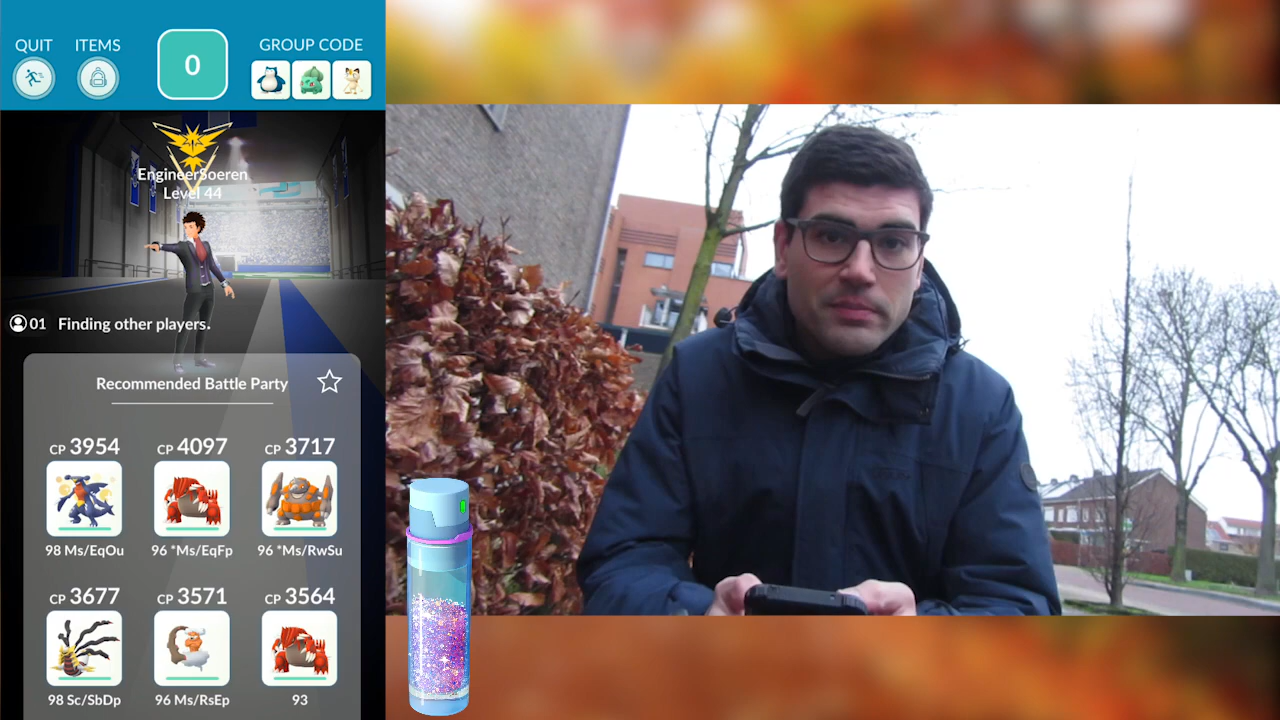 QUIT
ITEMS
0
GROUP CODE
EngineerSoeren
Level 44
01 Finding other players.
Recommended Battle Party
CP 3954
CP 4097
CP 3717
98 Ms/EqOu
96 *Ms/EqFp
96 *Ms/RwSu
CP 3677
CP 3571
CP 3564
98 Sc/SbDp
96 Ms/RsEp
93